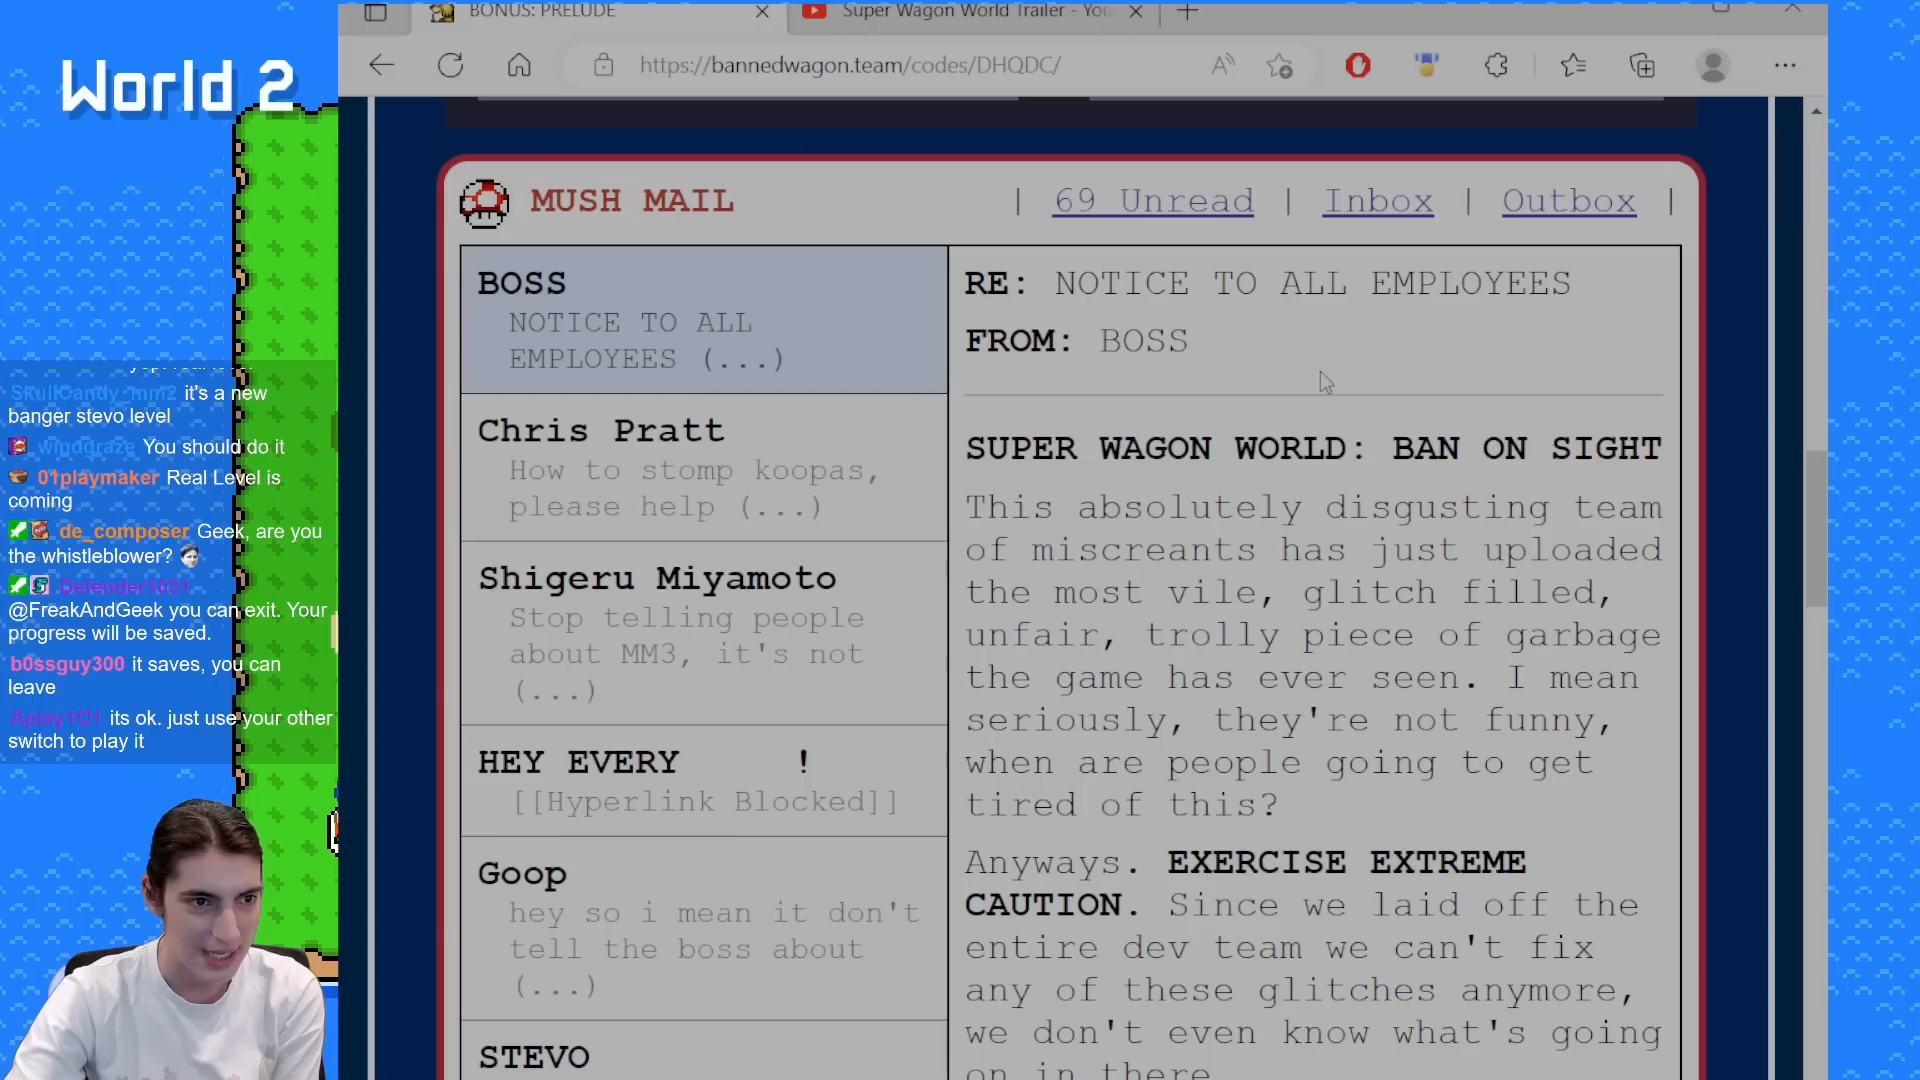 BONUS: PRELUDE
Super Wagon World Trailer - You
https://bannedwagon.team/codes/DHQDC/
World 2
MUSH MAIL | 69 Unread | Inbox | Outbox |
BOSS
NOTICE TO ALL
EMPLOYEES (...)
Chris Pratt
How to stomp koopas,
please help (...)
Shigeru Miyamoto
Stop telling people
about MM3, it's not
(...)
HEY EVERY !
[[Hyperlink Blocked]]
Goop
hey so i mean it don't
tell the boss about
(...)
STEVO
RE: NOTICE TO ALL EMPLOYEES
FROM: BOSS
SUPER WAGON WORLD: BAN ON SIGHT
This absolutely disgusting team
of miscreants has just uploaded
the most vile, glitch filled,
unfair, trolly piece of garbage
the game has ever seen. I mean
seriously, they're not funny,
when are people going to get
tired of this?
Anyways. EXERCISE EXTREME
CAUTION. Since we laid off the
entire dev team we can't fix
any of these glitches anymore,
we don't even know what's going
on in there
SkullCandy_mm2 it's a new
banger stevo level
windgraze You should do it
01playmaker Real Level is
coming
de_composer Geek, are you
the whistleblower?
Defender1031
@FreakAndGeek you can exit. Your
progress will be saved.
b0ssguy300 it saves, you can
leave
Aplay1O1 its ok. just use your other
switch to play it